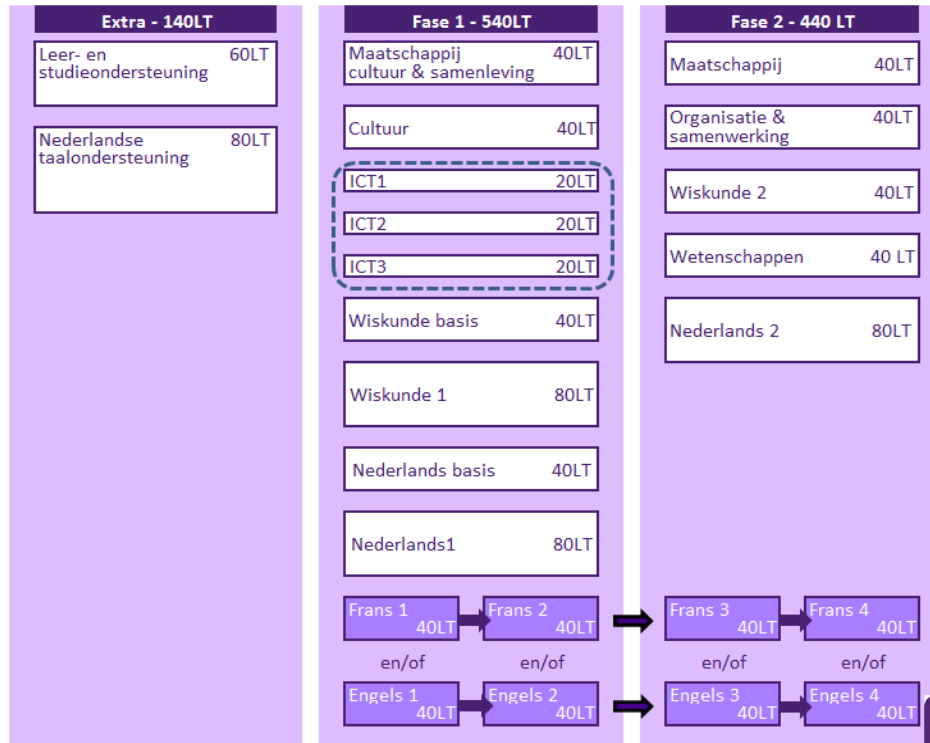 Extra - 140LT
Leer- en 60LT
studieondersteuning
Nederlandse 80LT
taalondersteuning
Fase 1 - 540LT
Maatschappij 40LT
cultuur & samenleving
Cultuur 40LT
ICT1 20LT
ICT2 20LT
ICT3 20LT
Wiskunde basis 40LT
Wiskunde 1 80LT
Nederlands basis 40LT
Nederlands1 80LT
Frans 1 Frans 2
40LT 40LT
en/of en/of
Engels 1 Engels 2
40LT 40LT
Fase 2 - 440 LT
Maatschappij 40LT
Organisatie & 40LT
samenwerking
Wiskunde 2 40LT
Wetenschappen 40 LT
Nederlands 2 80LT
Frans 3 Frans 4
40LT 40LT
en/of en/of
Engels 3 Engels 4
40LT 40LT